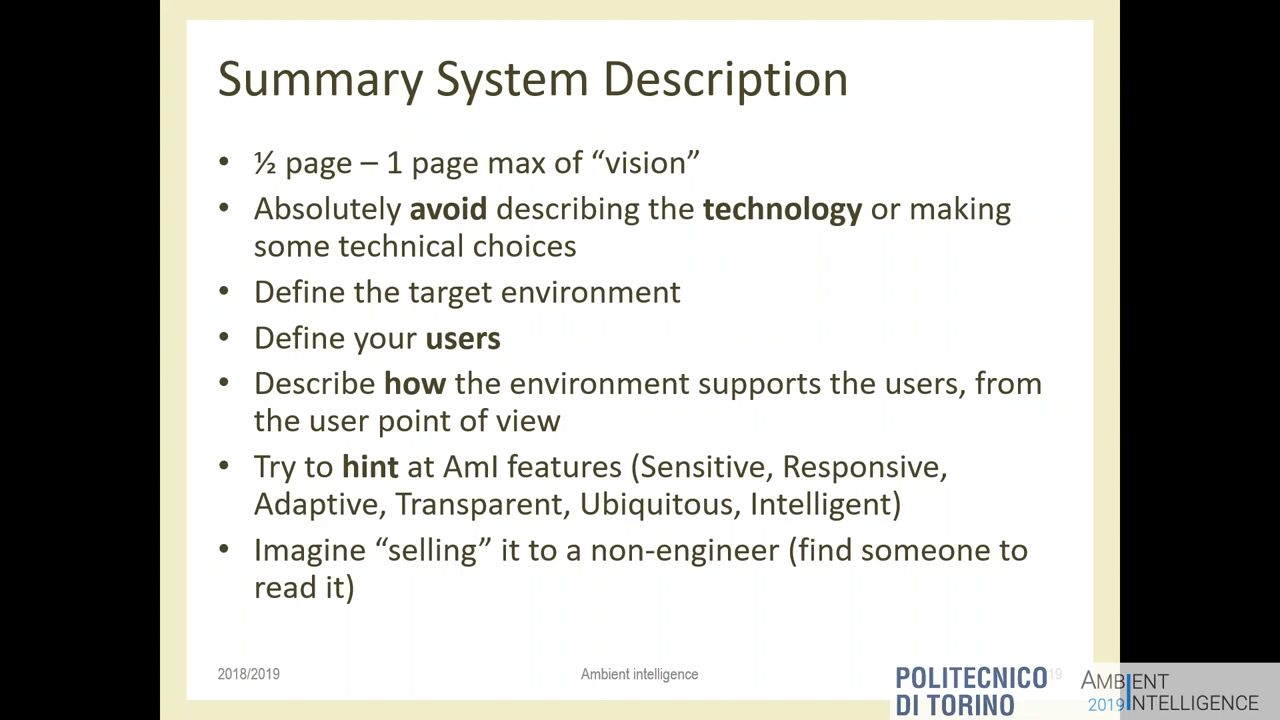 Summary System Description
• ½ page – 1 page max of “vision”
• Absolutely avoid describing the technology or making
some technical choices
• Define the target environment
• Define your users
• Describe how the environment supports the users, from
the user point of view
• Try to hint at AmI features (Sensitive, Responsive,
Adaptive, Transparent, Ubiquitous, Intelligent)
• Imagine “selling” it to a non-engineer (find someone to
read it)
2018/2019
Ambient intelligence
19
POLITECNICO
DI TORINO
AMBIENT
2019 INTELLIGENCE